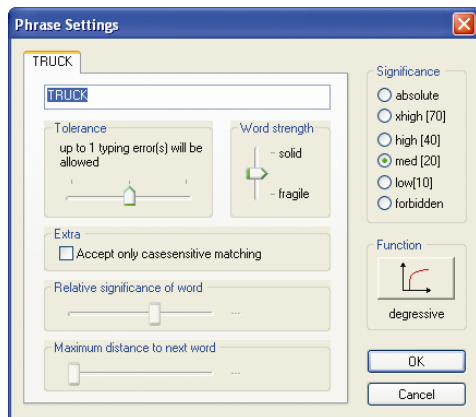 Phrase Settings
TRUCK
TRUCK
Tolerance
up to 1 typing error(s) will be
allowed
Word strength
- solid
- fragile
Extra
Accept only casesensitive matching
Relative significance of word
...
Maximum distance to next word
...
Significance
absolute
xhigh [70]
high [40]
med [20]
low[10]
forbidden
Function
degressive
OK
Cancel